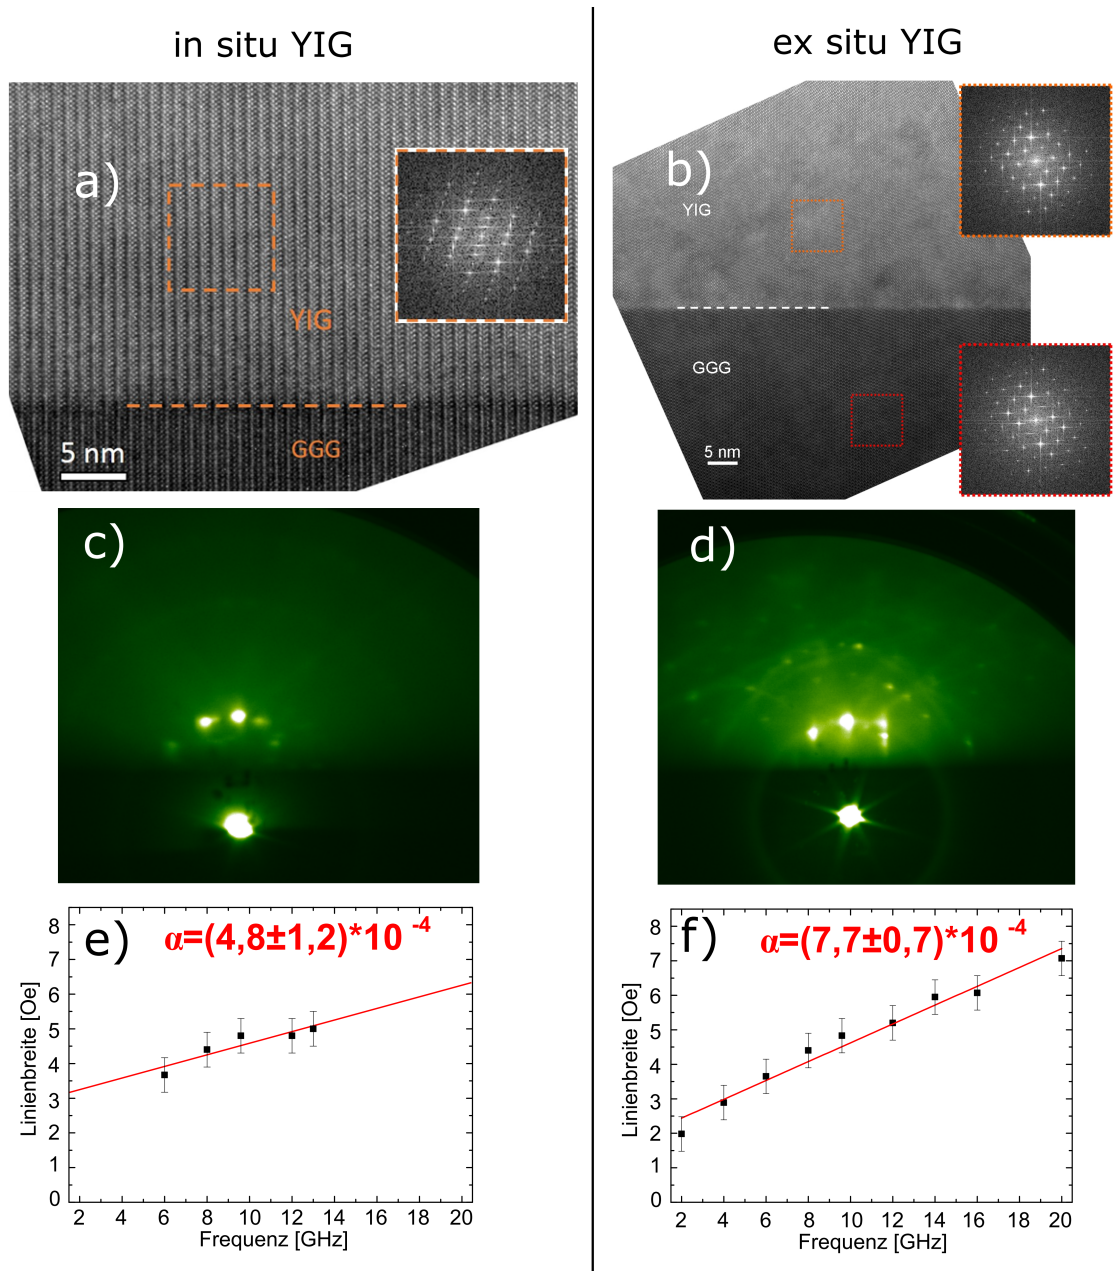 in situ YIG
ex situ YIG
a)
YIG
GGG
5 nm
b)
YIG
GGG
5 nm
c)
d)
e)
α=(4,8±1,2)*10 -4
8
7
6
5
4
3
2
1
0
Linienbreite [Oe]
2 4 6 8 10 12 14 16 18 20
Frequenz [GHz]
f)
α=(7,7±0,7)*10 -4
8
7
6
5
4
3
2
1
0
Linienbreite [Oe]
2 4 6 8 10 12 14 16 18 20
Frequenz [GHz]